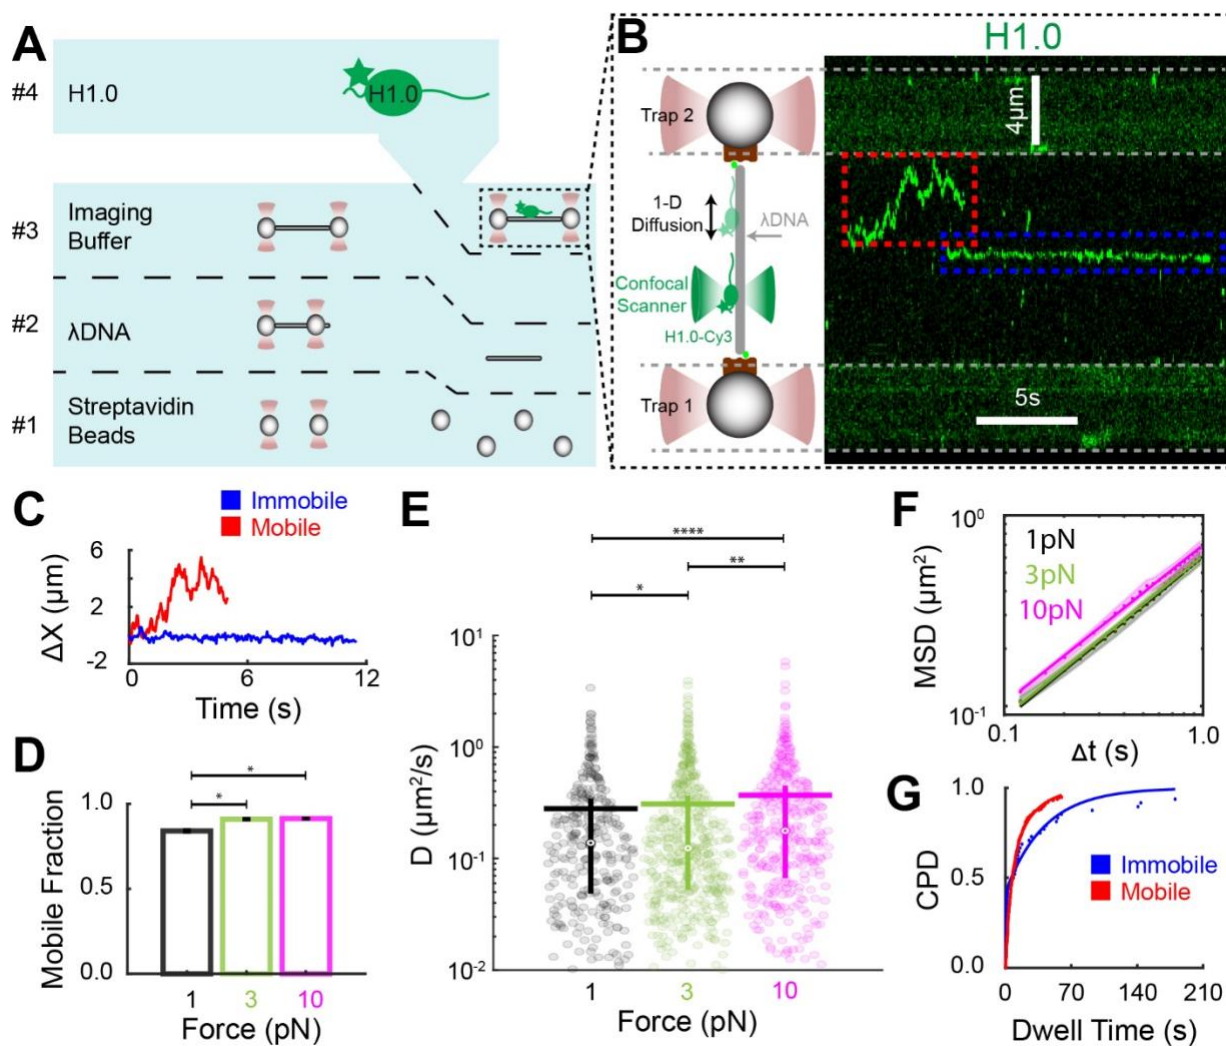 A
#4
H1.0
H1.0
#3
Imaging
Buffer
#2
λDNA
#1
Streptavidin
Beads
B
H1.0
Trap 2
4μm
1-D
Diffusion
λDNA
Confocal
Scanner
H1.0-Cy3
Trap 1
5s
C
Immobile
Mobile
6
2
-2
ΔX (μm)
0
6
12
Time (s)
D
*
*
1.0
0.5
0.0
Mobile Fraction
1
3
10
Force (pN)
E
****
**
*
10¹
10⁰
10⁻¹
10⁻²
D (μm²/s)
1
3
10
Force (pN)
F
10⁰
10⁻¹
MSD (μm²)
1pN
3pN
10pN
0.1
1.0
Δt (s)
G
1.0
0.5
0.0
CPD
Immobile
Mobile
0
70
140
210
Dwell Time (s)